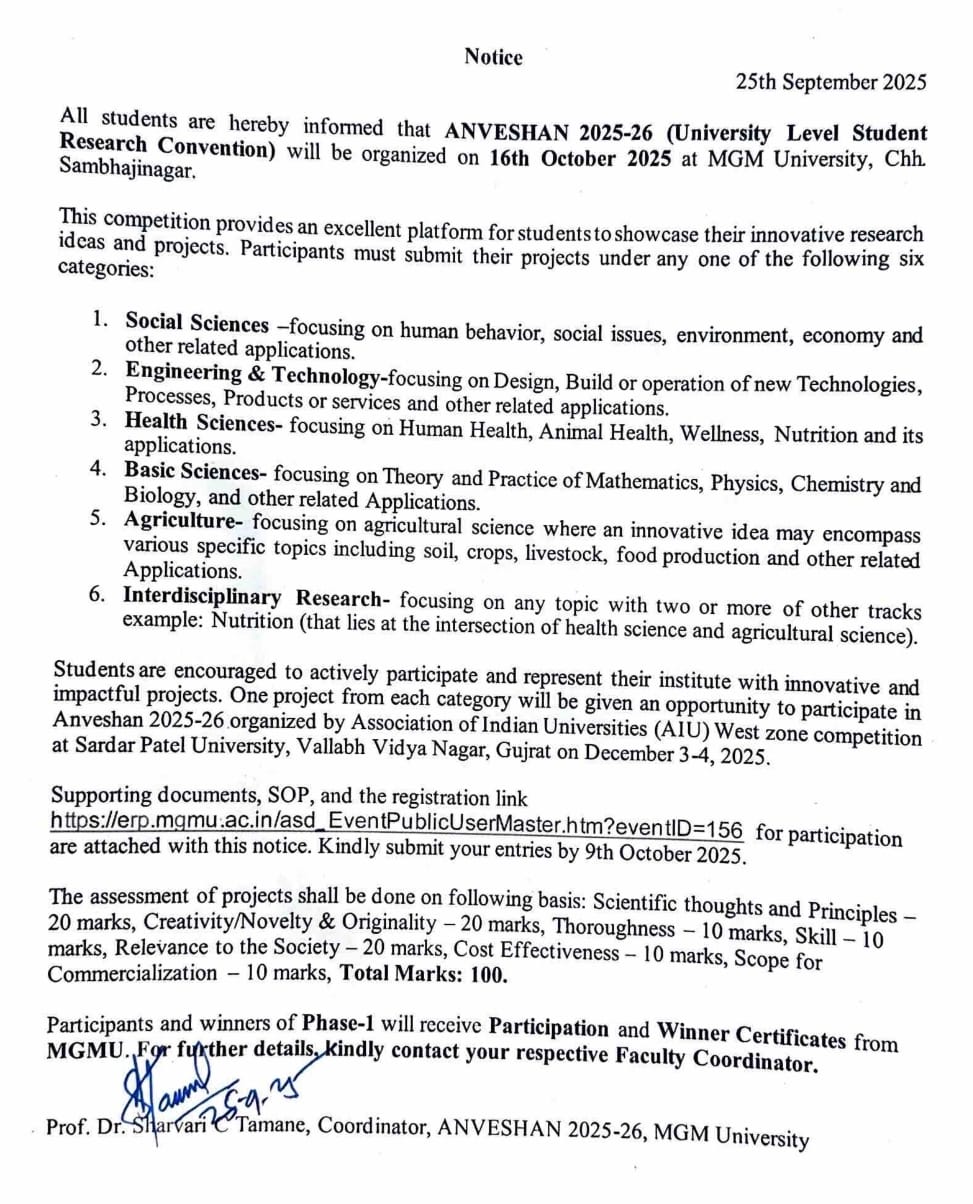 Notice
25th September 2025
All students are hereby informed that ANVESHAN 2025-26 (University Level Student
Research Convention) will be organized on 16th October 2025 at MGM University, Chh.
Sambhajinagar.
This competition provides an excellent platform for students to showcase their innovative research
ideas and projects. Participants must submit their projects under any one of the following six
categories:
1. Social Sciences –focusing on human behavior, social issues, environment, economy and
other related applications.
2. Engineering & Technology-focusing on Design, Build or operation of new Technologies,
Processes, Products or services and other related applications.
3. Health Sciences- focusing on Human Health, Animal Health, Wellness, Nutrition and its
applications.
4. Basic Sciences- focusing on Theory and Practice of Mathematics, Physics, Chemistry and
Biology, and other related Applications.
5. Agriculture- focusing on agricultural science where an innovative idea may encompass
various specific topics including soil, crops, livestock, food production and other related
Applications.
6. Interdisciplinary Research- focusing on any topic with two or more of other tracks
example: Nutrition (that lies at the intersection of health science and agricultural science).
Students are encouraged to actively participate and represent their institute with innovative and
impactful projects. One project from each category will be given an opportunity to participate in
Anveshan 2025-26 organized by Association of Indian Universities (AIU) West zone competition
at Sardar Patel University, Vallabh Vidya Nagar, Gujrat on December 3-4, 2025.
Supporting documents, SOP, and the registration link
https://erp.mgmu.ac.in/asd_EventPublicUserMaster.htm?eventID=156 for participation
are attached with this notice. Kindly submit your entries by 9th October 2025.
The assessment of projects shall be done on following basis: Scientific thoughts and Principles –
20 marks, Creativity/Novelty & Originality – 20 marks, Thoroughness – 10 marks, Skill – 10
marks, Relevance to the Society – 20 marks, Cost Effectiveness – 10 marks, Scope for
Commercialization – 10 marks, Total Marks: 100.
Participants and winners of Phase-1 will receive Participation and Winner Certificates from
MGMU. For further details, kindly contact your respective Faculty Coordinator.
25-9-25
Prof. Dr. Sharvari C Tamane, Coordinator, ANVESHAN 2025-26, MGM University